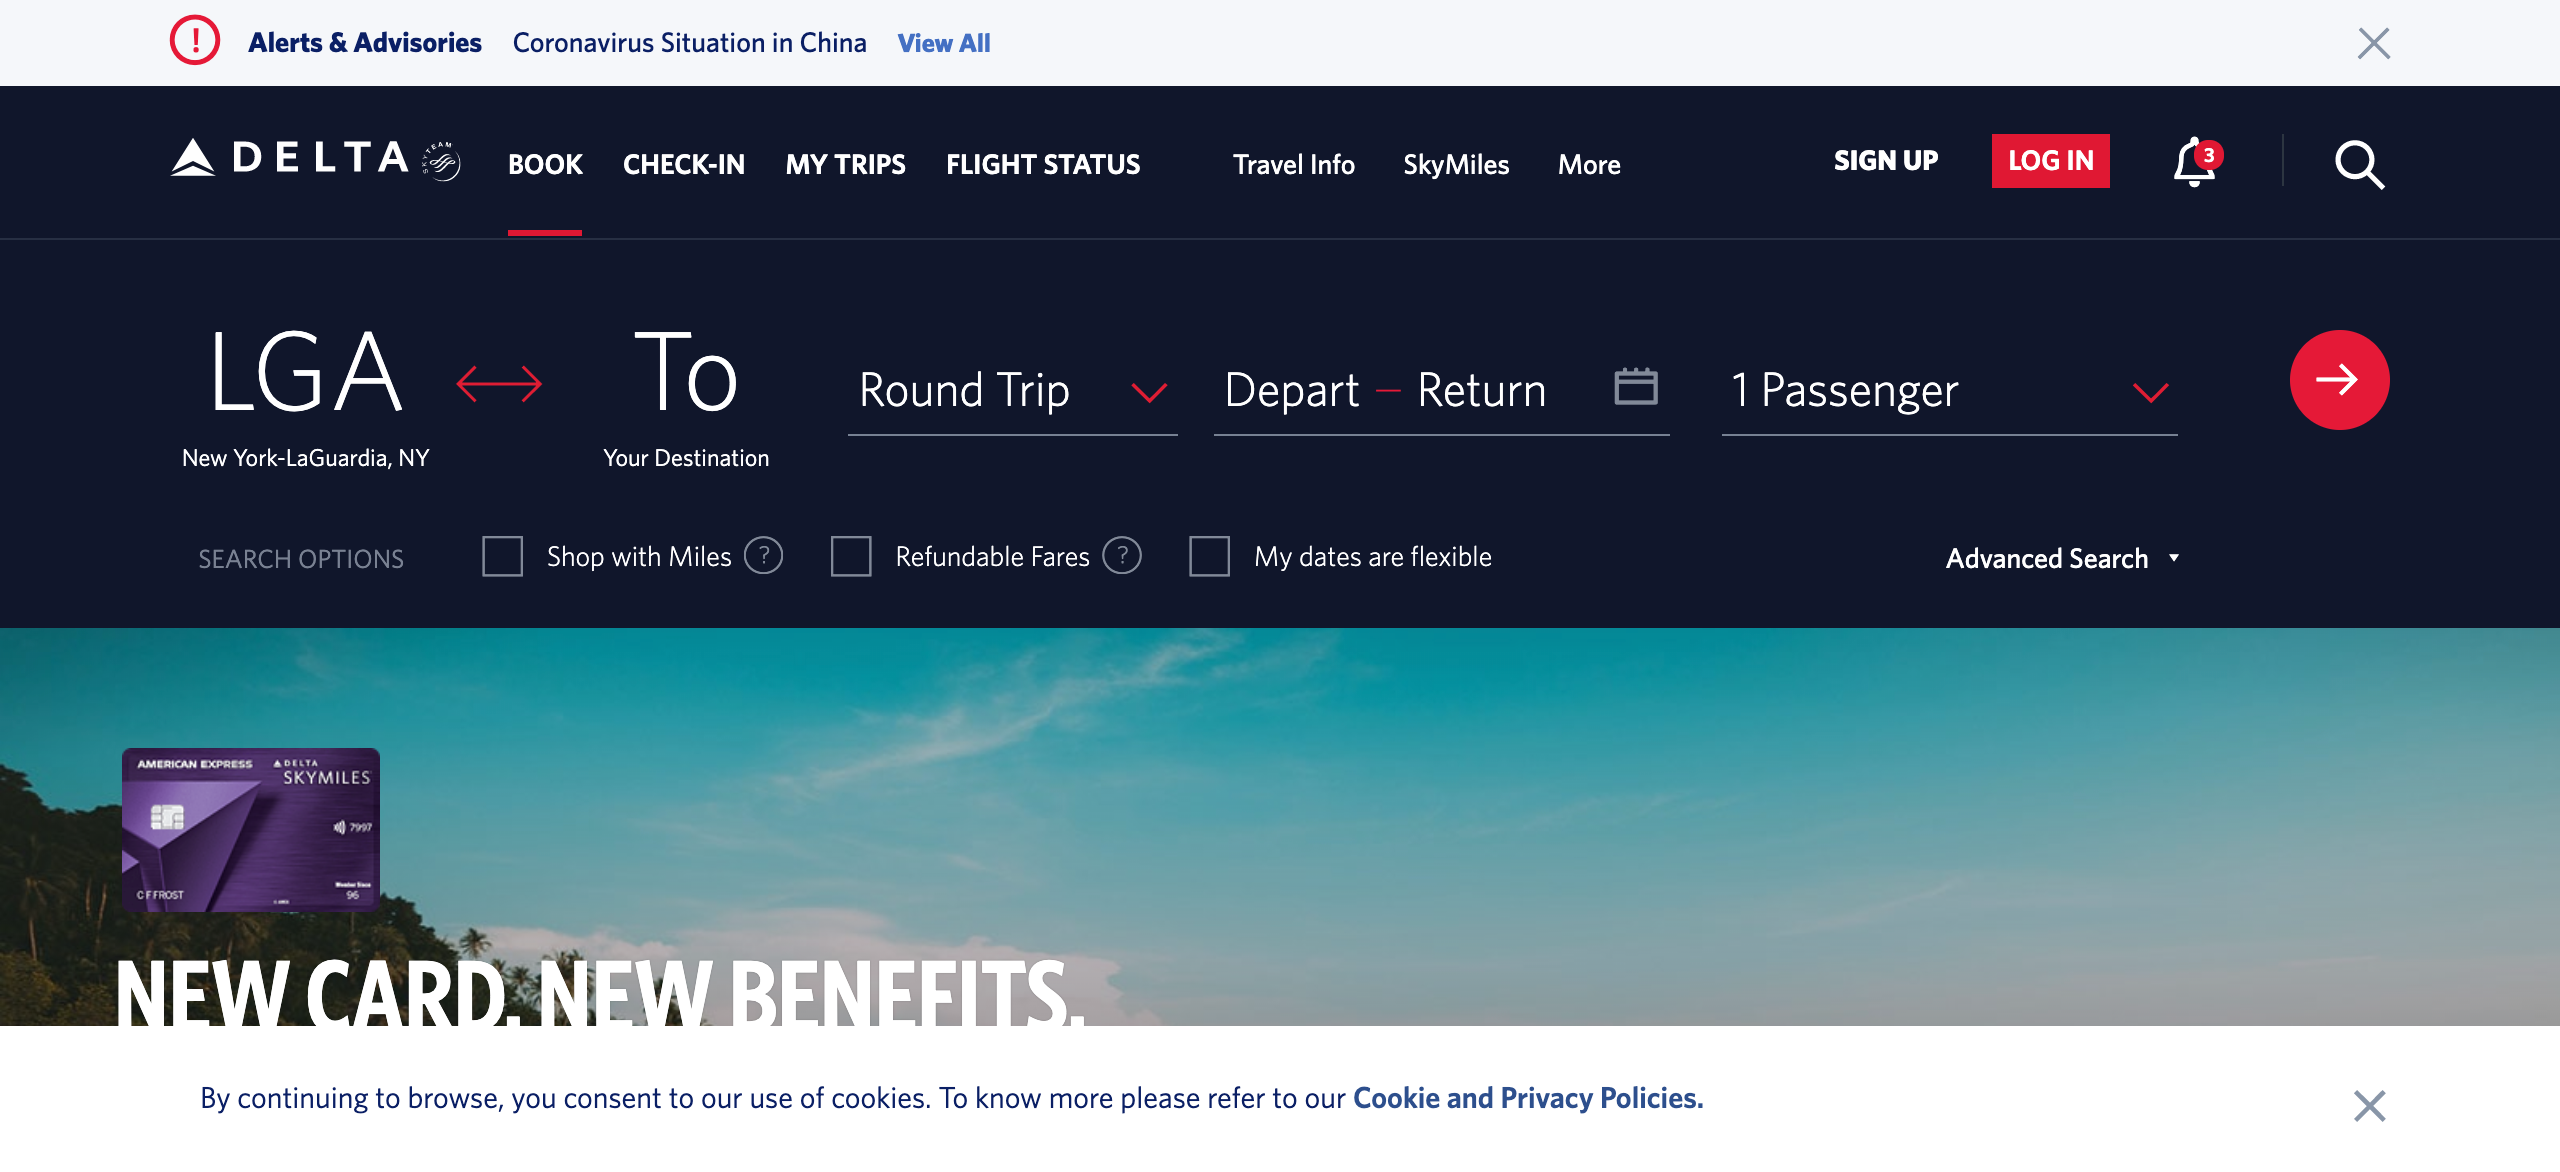 ! Alerts & Advisories Coronavirus Situation in China View All
DELTA SKYTEAM BOOK CHECK-IN MY TRIPS FLIGHT STATUS Travel Info SkyMiles More SIGN UP LOG IN 3
LGA To Round Trip Depart — Return 1 Passenger
New York-LaGuardia, NY Your Destination
SEARCH OPTIONS Shop with Miles ? Refundable Fares ? My dates are flexible Advanced Search
AMERICAN EXPRESS DELTA
SKYMILES
7997
Member Since
C F FROST 96
NEW CARD. NEW BENEFITS.
By continuing to browse, you consent to our use of cookies. To know more please refer to our Cookie and Privacy Policies.